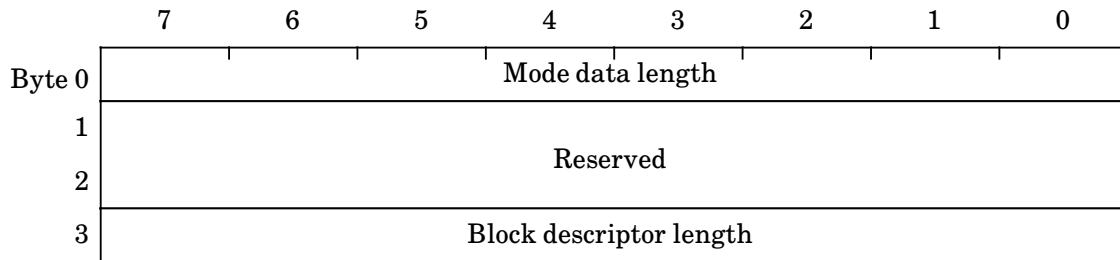 7 6 5 4 3 2 1 0
Byte 0 Mode data length
1
Reserved
2
3 Block descriptor length